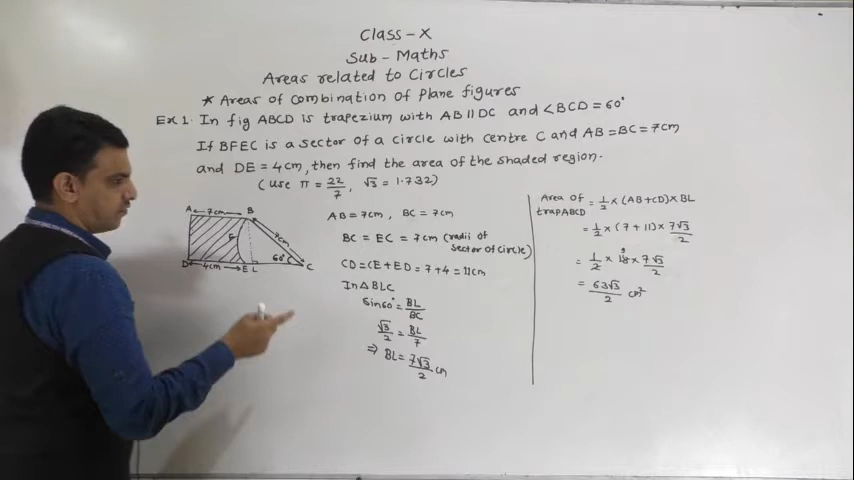 Class-X
Sub-Maths
Areas related to Circles
* Areas of combination of plane figures
Ex 1. In fig ABCD is trapezium with AB || DC and ∠BCD = 60°
If BFEC is a sector of a circle with centre C and AB = BC = 7cm
and DE = 4cm, then find the area of the shaded region.
(use π = 22/7, √3 = 1.732)
A 7cm B
F 7cm
60°
D 4cm E L C
AB = 7cm, BC = 7cm
BC = EC = 7cm (radii of
sector of circle)
CD = CE + ED = 7 + 4 = 11cm
In △BLC
Sin60° = BL/BC
√3/2 = BL/7
⇒ BL = 7√3/2 cm
Area of trap ABCD = 1/2 × (AB + CD) × BL
= 1/2 × (7 + 11) × 7√3/2
= 1/2 × 18 × 7√3/2
9
= 63√3/2 cm²